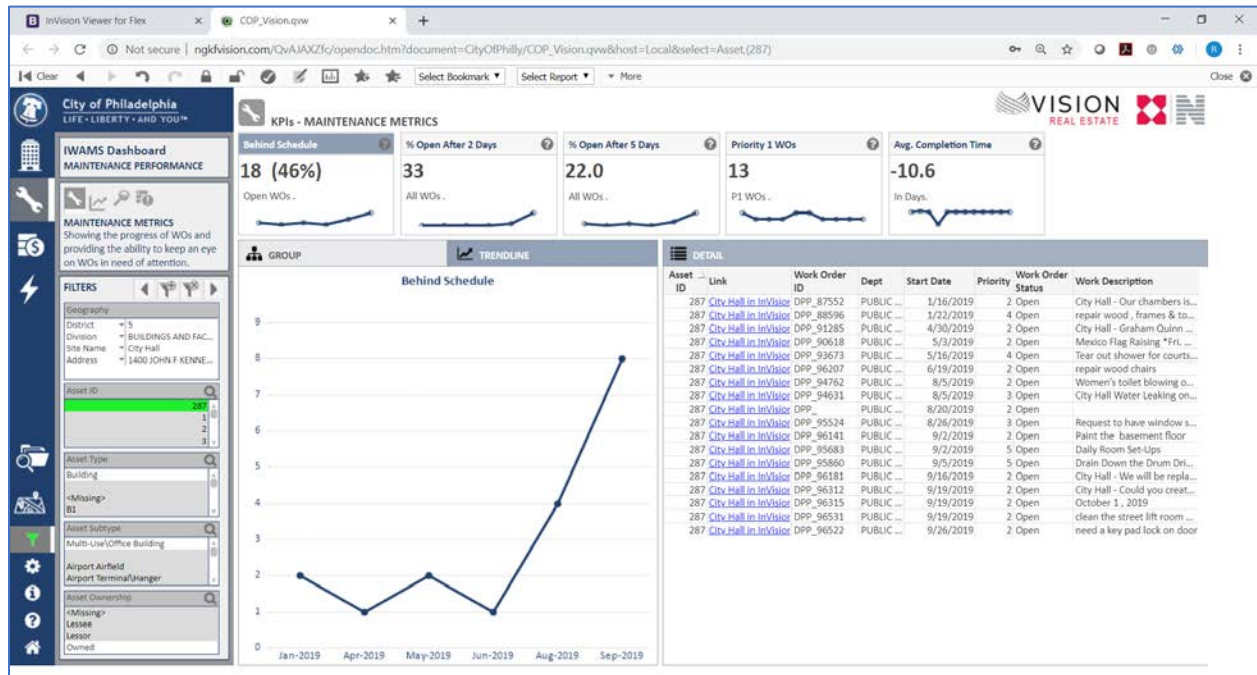 InVision Viewer for Flex
COP_Vision.qvw
Not secure | ngkfvision.com/QvAJAXZfc/opendoc.htm?document=CityOfPhilly/COP_Vision.qvw&host=Local&select=Asset,(287)
Clear
Select Bookmark
Select Report
More
Close
City of Philadelphia
LIFE • LIBERTY • AND YOU™
IWAMS Dashboard
MAINTENANCE PERFORMANCE
MAINTENANCE METRICS
Showing the progress of WOs and
providing the ability to keep an eye
on WOs in need of attention.
FILTERS
Geography
District 5
Division BUILDINGS AND FAC...
Site Name City Hall
Address 1400 JOHN F KENNE...
Asset ID
287
1
2
3
Asset Type
Building
<Missing>
B1
Asset Subtype
Multi-Use\Office Building
Airport Airfield
Airport Terminal\Hanger
Asset Ownership
<Missing>
Lessee
Lessor
Owned
KPIs - MAINTENANCE METRICS
VISION
REAL ESTATE
N
Behind Schedule
18 (46%)
Open WOs .
% Open After 2 Days
33
All WOs .
% Open After 5 Days
22.0
All WOs .
Priority 1 WOs
13
P1 WOs .
Avg. Completion Time
-10.6
In Days.
GROUP
TRENDLINE
Behind Schedule
9
8
7
6
5
4
3
2
1
0
Jan-2019 Apr-2019 May-2019 Jun-2019 Aug-2019 Sep-2019
DETAIL
Asset ID Link Work Order ID Dept Start Date Priority Work Order Status Work Description
287 City Hall in InVision DPP_87552 PUBLIC ... 1/16/2019 2 Open City Hall - Our chambers is...
287 City Hall in InVision DPP_88596 PUBLIC ... 1/22/2019 4 Open repair wood , frames & to...
287 City Hall in InVision DPP_91285 PUBLIC ... 4/30/2019 2 Open City Hall - Graham Quinn ...
287 City Hall in InVision DPP_90618 PUBLIC ... 5/3/2019 2 Open Mexico Flag Raising *Fri. ...
287 City Hall in InVision DPP_93673 PUBLIC ... 5/16/2019 4 Open Tear out shower for courts...
287 City Hall in InVision DPP_96207 PUBLIC ... 6/19/2019 2 Open repair wood chairs
287 City Hall in InVision DPP_94762 PUBLIC ... 8/5/2019 2 Open Women's toilet blowing o...
287 City Hall in InVision DPP_94631 PUBLIC ... 8/5/2019 3 Open City Hall Water Leaking on...
287 City Hall in InVision DPP_ PUBLIC ... 8/20/2019 2 Open
287 City Hall in InVision DPP_95524 PUBLIC ... 8/26/2019 3 Open Request to have window s...
287 City Hall in InVision DPP_96141 PUBLIC ... 9/2/2019 2 Open Paint the basement floor
287 City Hall in InVision DPP_95683 PUBLIC ... 9/2/2019 5 Open Daily Room Set-Ups
287 City Hall in InVision DPP_95860 PUBLIC ... 9/5/2019 5 Open Drain Down the Drum Dri...
287 City Hall in InVision DPP_96181 PUBLIC ... 9/16/2019 2 Open City Hall - We will be repla...
287 City Hall in InVision DPP_96312 PUBLIC ... 9/19/2019 2 Open City Hall - Could you creat...
287 City Hall in InVision DPP_96315 PUBLIC ... 9/19/2019 2 Open October 1 , 2019
287 City Hall in InVision DPP_96531 PUBLIC ... 9/19/2019 2 Open clean the street lift room ...
287 City Hall in InVision DPP_96522 PUBLIC ... 9/26/2019 2 Open need a key pad lock on door